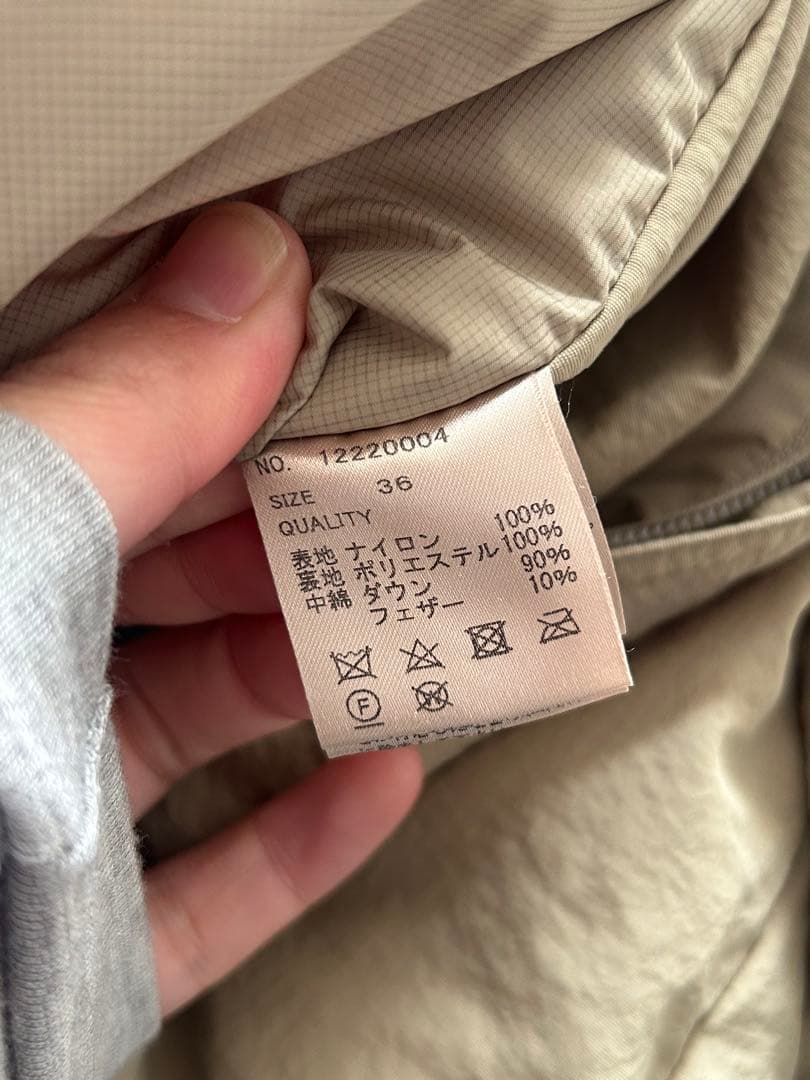 NO. 12220004
SIZE 36
QUALITY
表地 ナイロン 100%
裏地 ポリエステル 100%
中綿 ダウン 90%
フェザー 10%
F
W